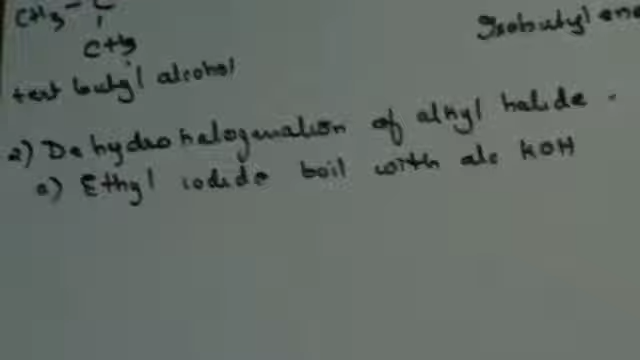 CH3 - C
CH3
tert butyl alcohol
Isobutylene
2) Dehydrohalogenation of alkyl halide.
a) Ethyl iodide boil with alc KOH